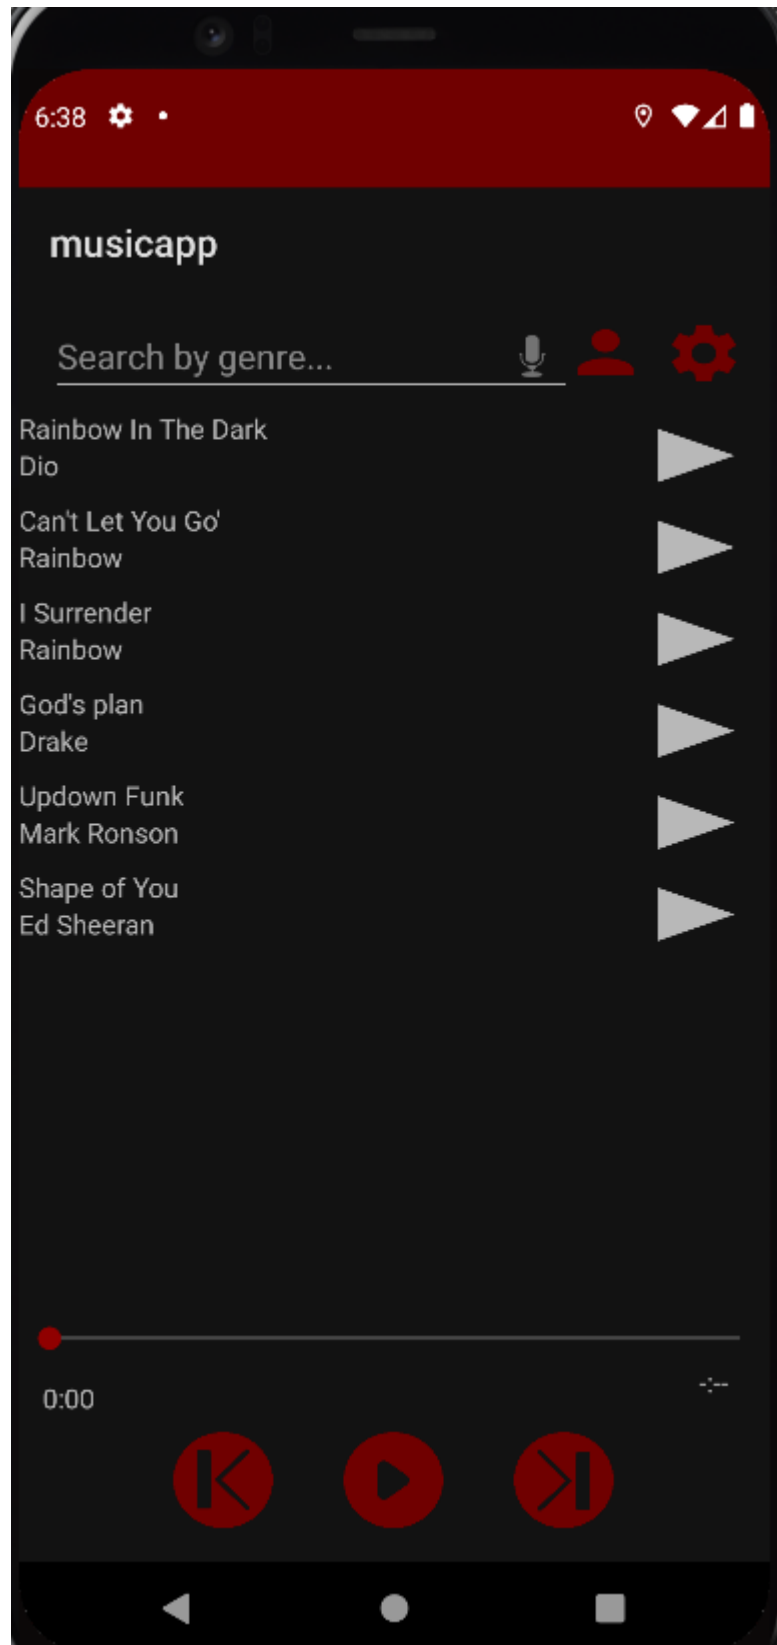 6:38
musicapp
Search by genre...
Rainbow In The Dark
Dio
Can't Let You Go'
Rainbow
I Surrender
Rainbow
God's plan
Drake
Updown Funk
Mark Ronson
Shape of You
Ed Sheeran
-:--
0:00